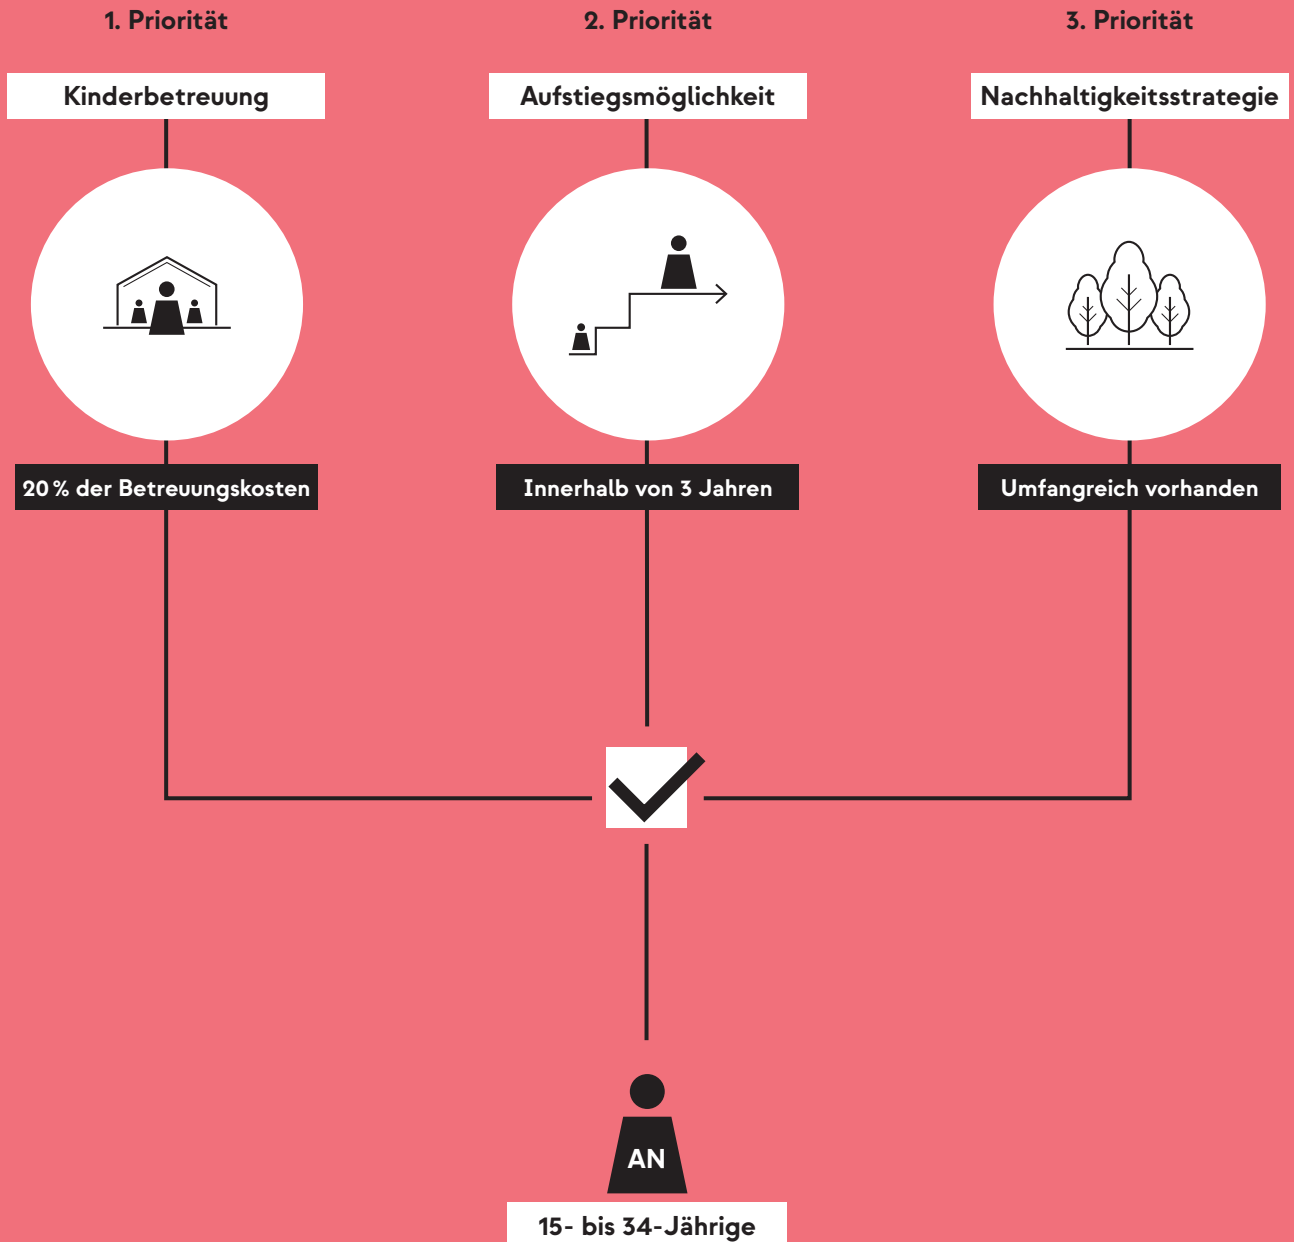 1. Priorität
2. Priorität
3. Priorität
Kinderbetreuung
Aufstiegsmöglichkeit
Nachhaltigkeitsstrategie
20 % der Betreuungskosten
Innerhalb von 3 Jahren
Umfangreich vorhanden
AN
15- bis 34-Jährige